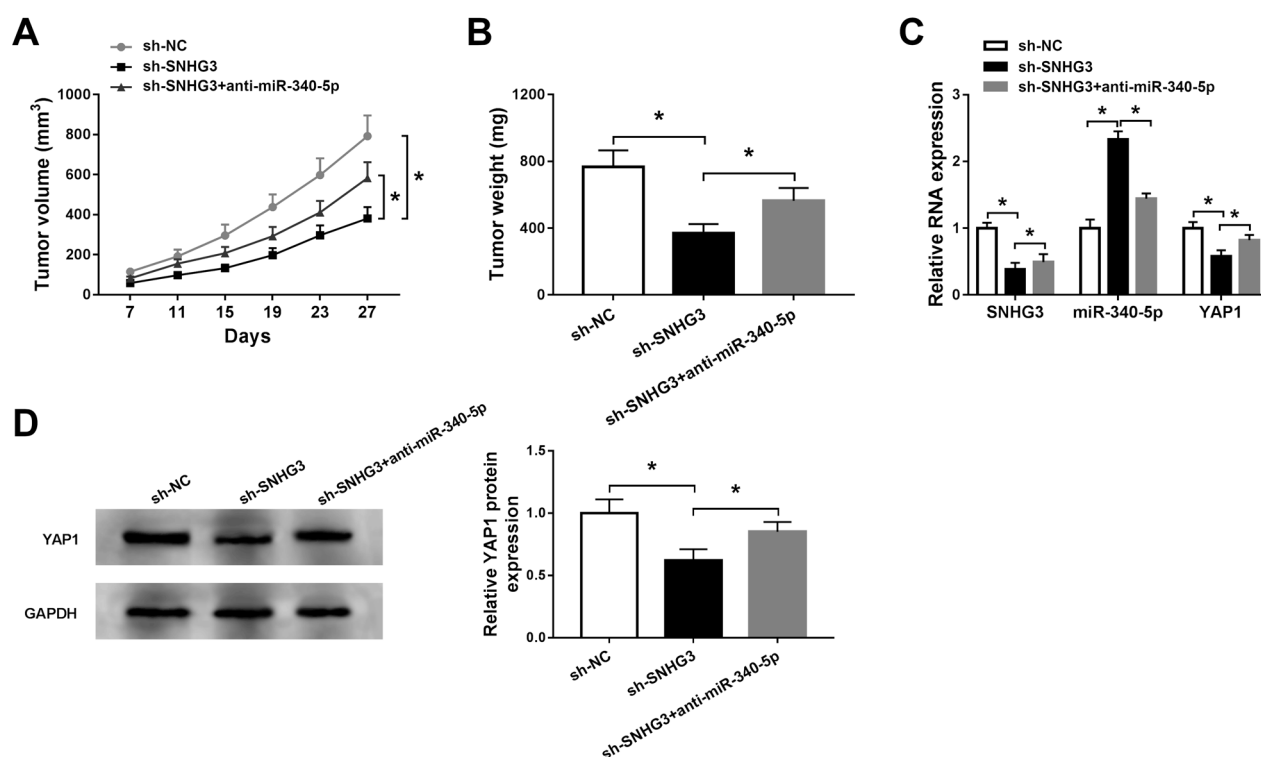 A
sh-NC
sh-SNHG3
sh-SNHG3+anti-miR-340-5p
Tumor volume (mm³)
1000
800
600
400
200
0
*
*
7 11 15 19 23 27
Days
B
Tumor weight (mg)
1200
800
400
0
*
*
sh-NC
sh-SNHG3
sh-SNHG3+anti-miR-340-5p
C
sh-NC
sh-SNHG3
sh-SNHG3+anti-miR-340-5p
Relative RNA expression
3
2
1
0
* *
* *
* *
SNHG3 miR-340-5p YAP1
D
sh-NC
sh-SNHG3
sh-SNHG3+anti-miR-340-5p
YAP1
GAPDH
Relative YAP1 protein
expression
1.5
1.0
0.5
0.0
*
*
sh-NC
sh-SNHG3
sh-SNHG3+anti-miR-340-5p